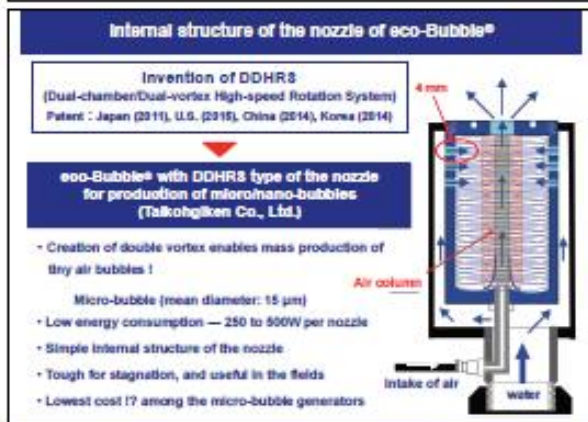 Internal structure of the nozzle of eco-Bubble®
Invention of DDHRS
(Dual-chamber/Dual-vortex High-speed Rotation System)
Patent : Japan (2011), U.S. (2015), China (2014), Korea (2014)
eco-Bubble® with DDHRS type of the nozzle
for production of micro/nano-bubbles
(Taikohgiken Co., Ltd.)
• Creation of double vortex enables mass production of
tiny air bubbles !
Micro-bubble (mean diameter: 15 µm)
• Low energy consumption — 250 to 500W per nozzle
• Simple internal structure of the nozzle
• Tough for stagnation, and useful in the fields
• Lowest cost !? among the micro-bubble generators
4 mm
Air column
Intake of air
water